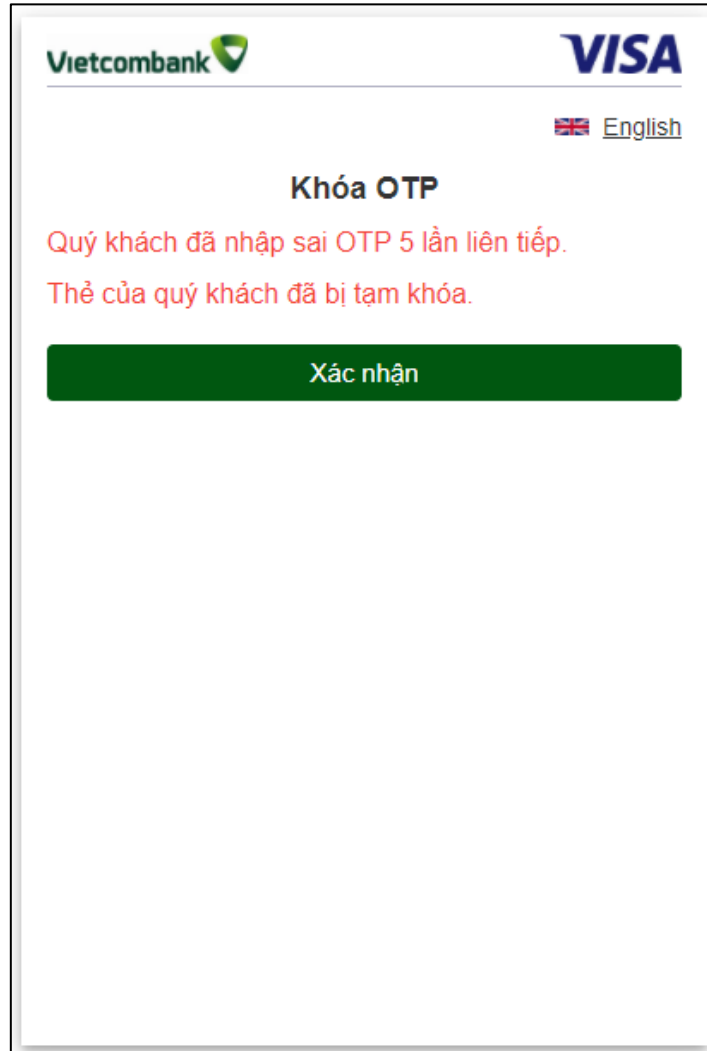 Vietcombank VISA
English
Khóa OTP
Quý khách đã nhập sai OTP 5 lần liên tiếp.
Thẻ của quý khách đã bị tạm khóa.
Xác nhận